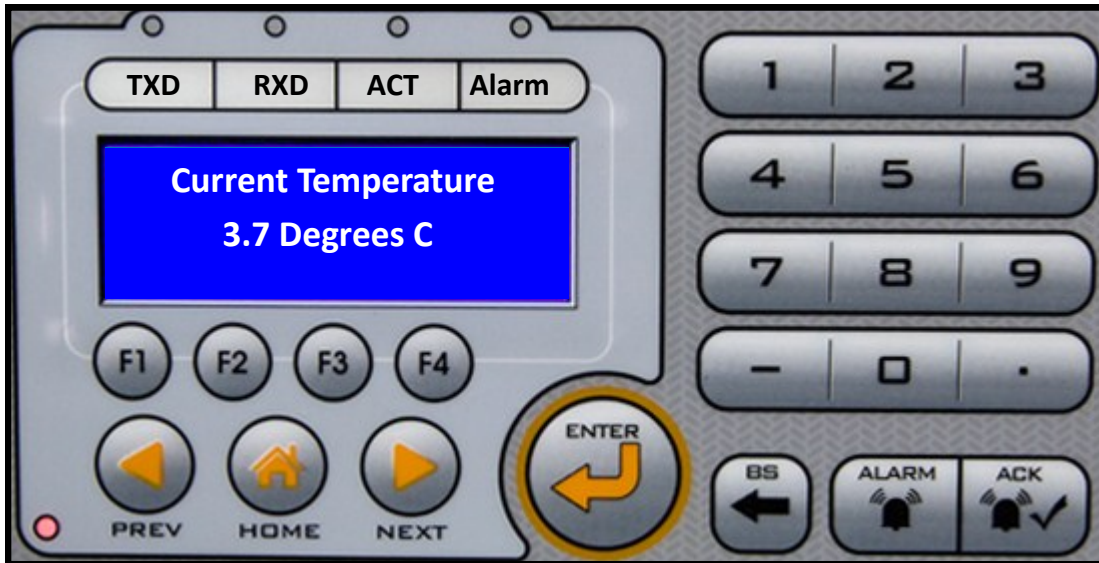 TXD RXD ACT Alarm
Current Temperature
3.7 Degrees C
F1 F2 F3 F4
PREV HOME NEXT
ENTER
1 2 3
4 5 6
7 8 9
- 0 .
BS ALARM ACK